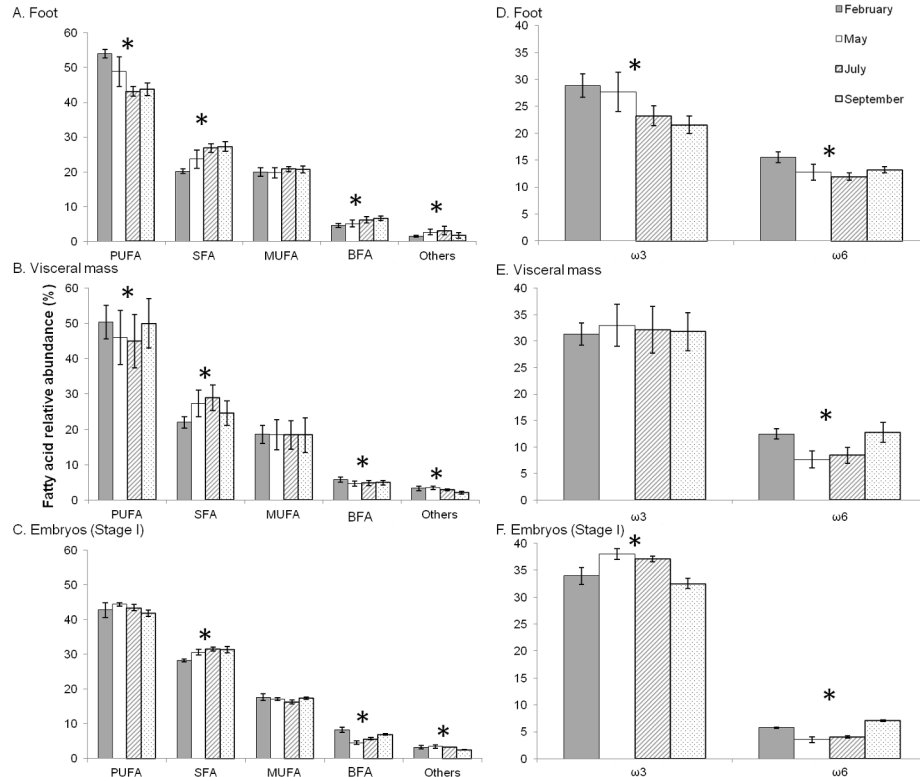 A. Foot
60
50
40
30
20
10
0
*
*
*
*
PUFA
SFA
MUFA
BFA
Others
B. Visceral mass
Fatty acid relative abundance (%)
60
50
40
30
20
10
0
*
*
*
*
PUFA
SFA
MUFA
BFA
Others
C. Embryos (Stage I)
60
50
40
30
20
10
0
*
*
*
PUFA
SFA
MUFA
BFA
Others
D. Foot
40
35
30
25
20
15
10
5
0
*
*
ω3
ω6
February
May
July
September
E. Visceral mass
40
35
30
25
20
15
10
5
0
*
ω3
ω6
F. Embryos (Stage I)
40
35
30
25
20
15
10
5
0
*
*
ω3
ω6